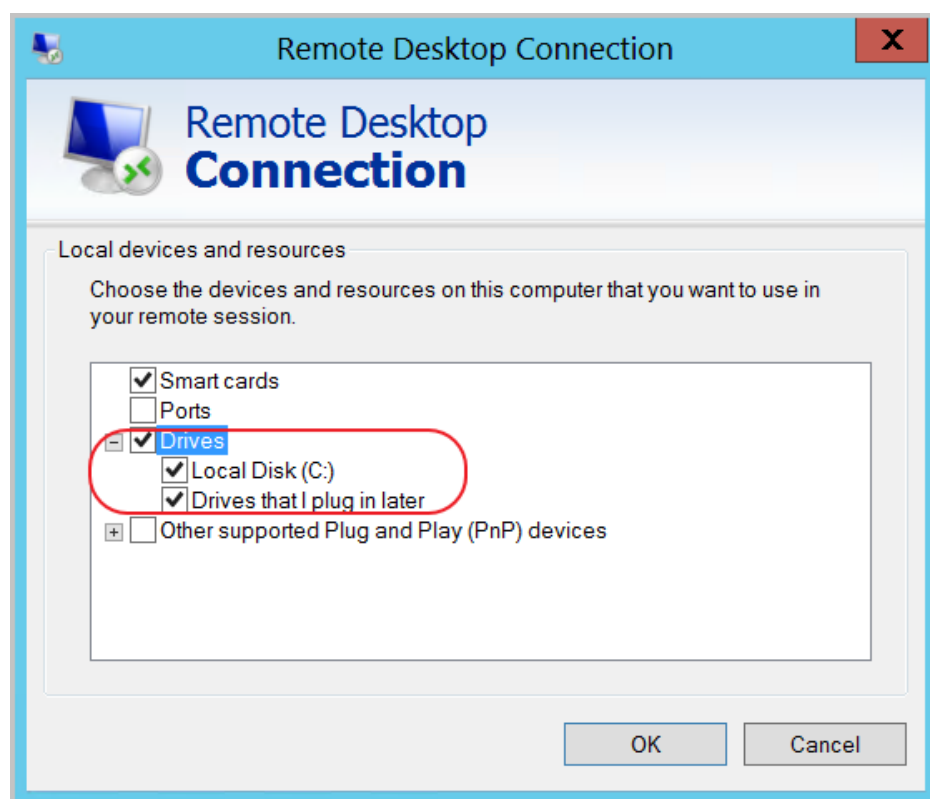 Remote Desktop Connection
X
Remote Desktop
Connection
Local devices and resources
Choose the devices and resources on this computer that you want to use in
your remote session.
Smart cards
Ports
Drives
Local Disk (C:)
Drives that I plug in later
Other supported Plug and Play (PnP) devices
OK
Cancel